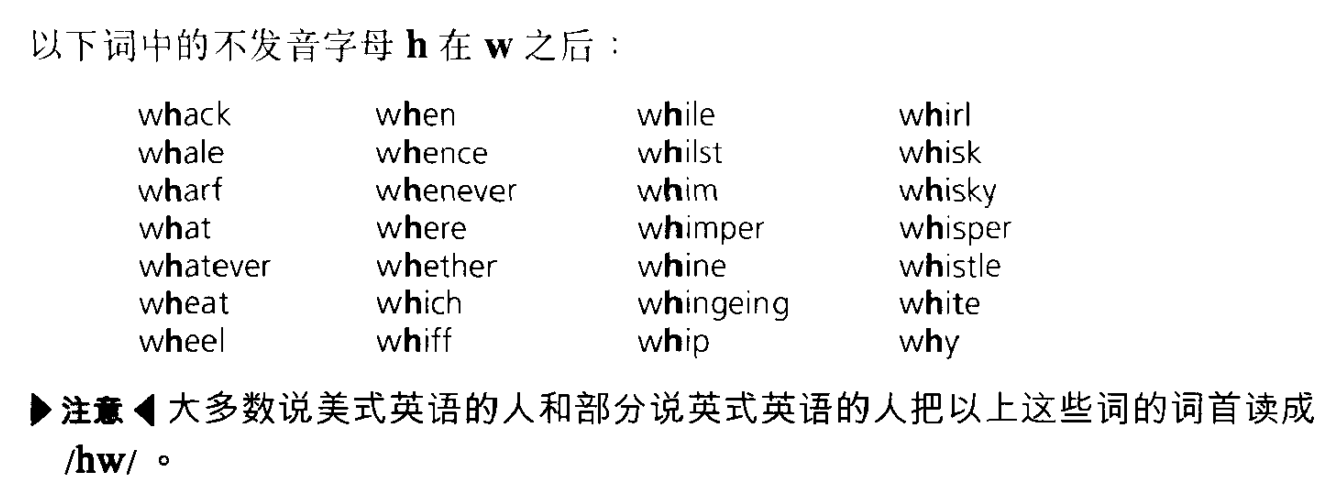 以下词中的不发音字母 h 在 w 之后：
whack when while whirl
whale whence whilst whisk
wharf whenever whim whisky
what where whimper whisper
whatever whether whine whistle
wheat which whingeing white
wheel whiff whip why
▶注意◀ 大多数说美式英语的人和部分说英式英语的人把以上这些词的词首读成
/hw/ 。